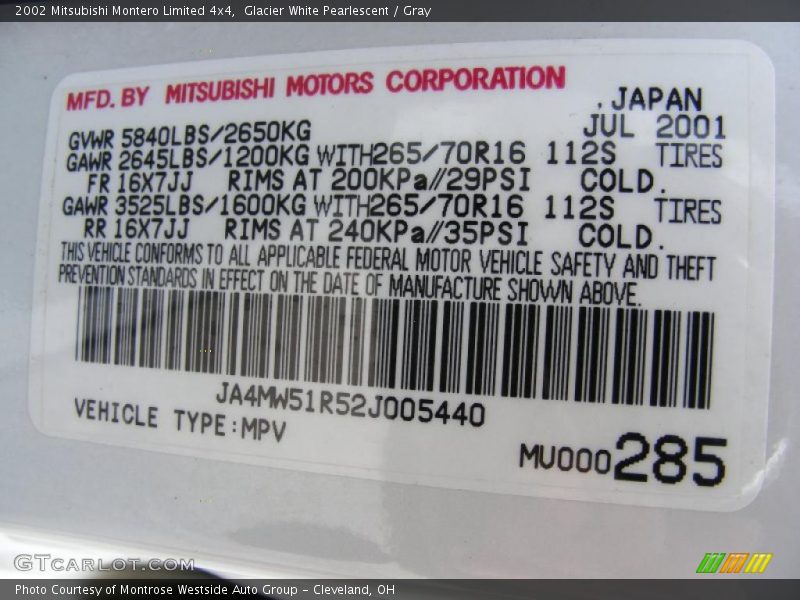 2002 Mitsubishi Montero Limited 4x4,  Glacier White Pearlescent / Gray
MFD. BY MITSUBISHI MOTORS CORPORATION
. JAPAN
GVWR 5840LBS/2650KG JUL 2001
GAWR 2645LBS/1200KG WITH265/70R16 112S TIRES
FR 16X7JJ RIMS AT 200KPa//29PSI COLD.
GAWR 3525LBS/1600KG WITH265/70R16 112S TIRES
RR 16X7JJ RIMS AT 240KPa//35PSI COLD.
THIS VEHICLE CONFORMS TO ALL APPLICABLE FEDERAL MOTOR VEHICLE SAFETY AND THEFT
PREVENTION STANDARDS IN EFFECT ON THE DATE OF MANUFACTURE SHOWN ABOVE.
JA4MW51R52J005440
VEHICLE TYPE:MPV
MV000285
GTCARLOT.COM
Photo Courtesy of Montrose Westside Auto Group - Cleveland, OH